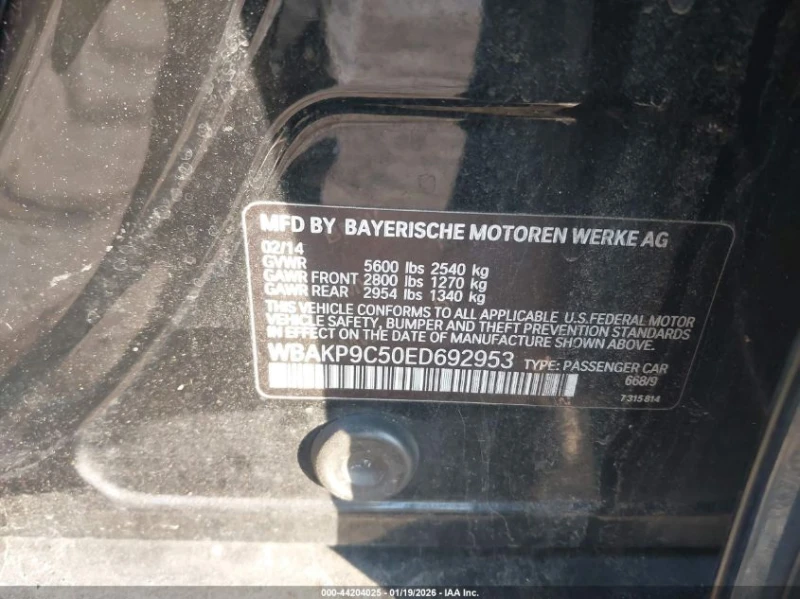 MFD BY BAYERISCHE MOTOREN WERKE AG
02/14
GVWR 5600 lbs 2540 kg
GAWR FRONT 2800 lbs 1270 kg
GAWR REAR 2954 lbs 1340 kg
THIS VEHICLE CONFORMS TO ALL APPLICABLE U.S.FEDERAL MOTOR
VEHICLE SAFETY, BUMPER AND THEFT PREVENTION STANDARDS
IN EFFECT ON THE DATE OF MANUFACTURE SHOWN ABOVE.
WBAKP9C50ED692953 TYPE: PASSENGER CAR
668/9
7 315 814
000-44204025 - 01/19/2026 - IAA Inc.